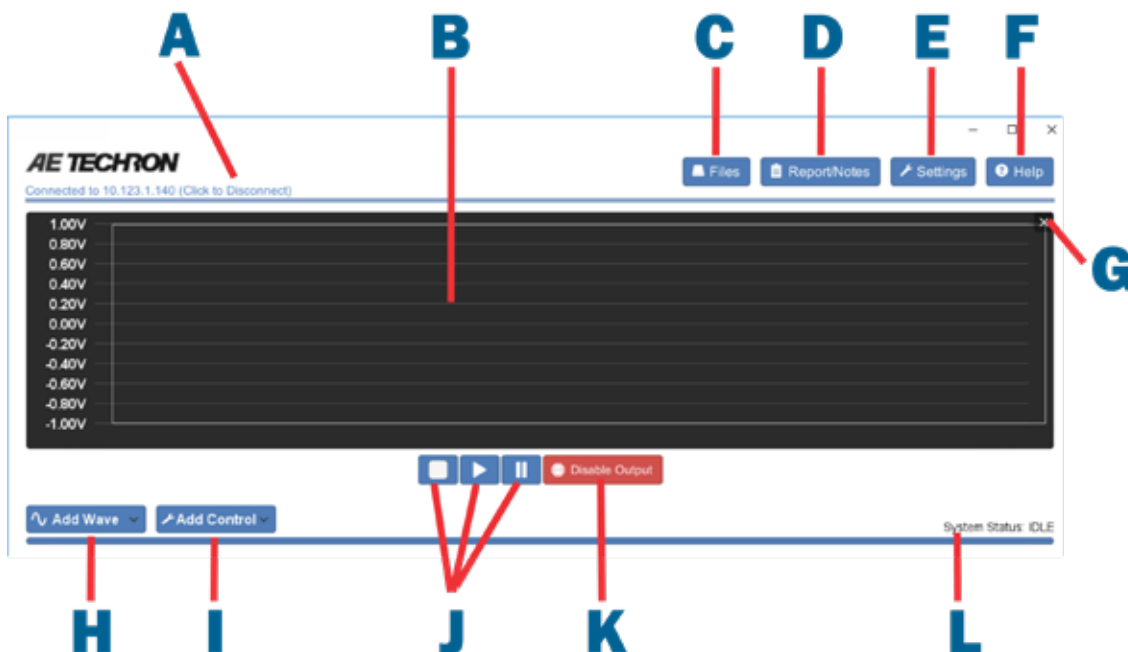 A B C D E F
AE TECHRON
Connected to 10.123.1.140 (Click to Disconnect)
Files Report/Notes Settings Help
1.00V
0.80V
0.60V
0.40V
0.20V
0.00V
-0.20V
-0.40V
-0.60V
-0.80V
-1.00V
G
Disable Output
Add Wave Add Control
System Status: IDLE
H I J K L